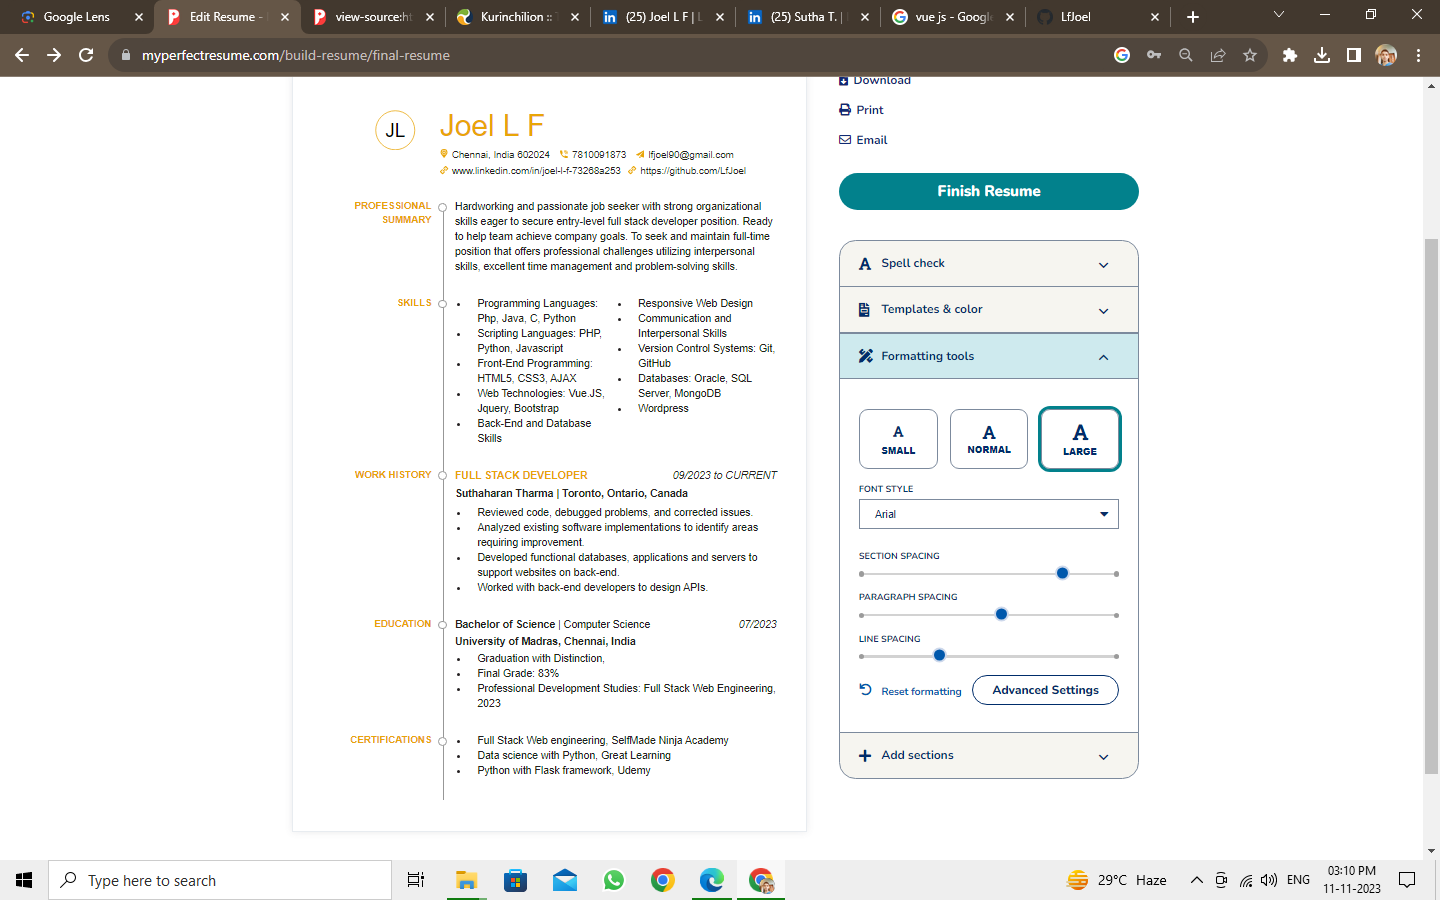 Google Lens
Edit Resume -
view-source:ht
Kurinchilion :: T
(25) Joel L F | L
(25) Sutha T. |
vue js - Google
LfJoel
myperfectresume.com/build-resume/final-resume
Download
Print
Email
Finish Resume
JL
Joel L F
Chennai, India 602024 7810091873 lfjoel90@gmail.com
www.linkedin.com/in/joel-l-f-73268a253 https://github.com/LfJoel
PROFESSIONAL
SUMMARY
Hardworking and passionate job seeker with strong organizational
skills eager to secure entry-level full stack developer position. Ready
to help team achieve company goals. To seek and maintain full-time
position that offers professional challenges utilizing interpersonal
skills, excellent time management and problem-solving skills.
SKILLS
• Programming Languages:
Php, Java, C, Python
• Scripting Languages: PHP,
Python, Javascript
• Front-End Programming:
HTML5, CSS3, AJAX
• Web Technologies: Vue.JS,
Jquery, Bootstrap
• Back-End and Database
Skills
• Responsive Web Design
• Communication and
Interpersonal Skills
• Version Control Systems: Git,
GitHub
• Databases: Oracle, SQL
Server, MongoDB
• Wordpress
WORK HISTORY
FULL STACK DEVELOPER 09/2023 to CURRENT
Suthaharan Tharma | Toronto, Ontario, Canada
• Reviewed code, debugged problems, and corrected issues.
• Analyzed existing software implementations to identify areas
requiring improvement.
• Developed functional databases, applications and servers to
support websites on back-end.
• Worked with back-end developers to design APIs.
EDUCATION
Bachelor of Science | Computer Science 07/2023
University of Madras, Chennai, India
• Graduation with Distinction,
• Final Grade: 83%
• Professional Development Studies: Full Stack Web Engineering,
2023
CERTIFICATIONS
• Full Stack Web engineering, SelfMade Ninja Academy
• Data science with Python, Great Learning
• Python with Flask framework, Udemy
Spell check
Templates & color
Formatting tools
A
SMALL
A
NORMAL
A
LARGE
FONT STYLE
Arial
SECTION SPACING
PARAGRAPH SPACING
LINE SPACING
Reset formatting
Advanced Settings
Add sections
Type here to search
29°C Haze
ENG
03:10 PM
11-11-2023